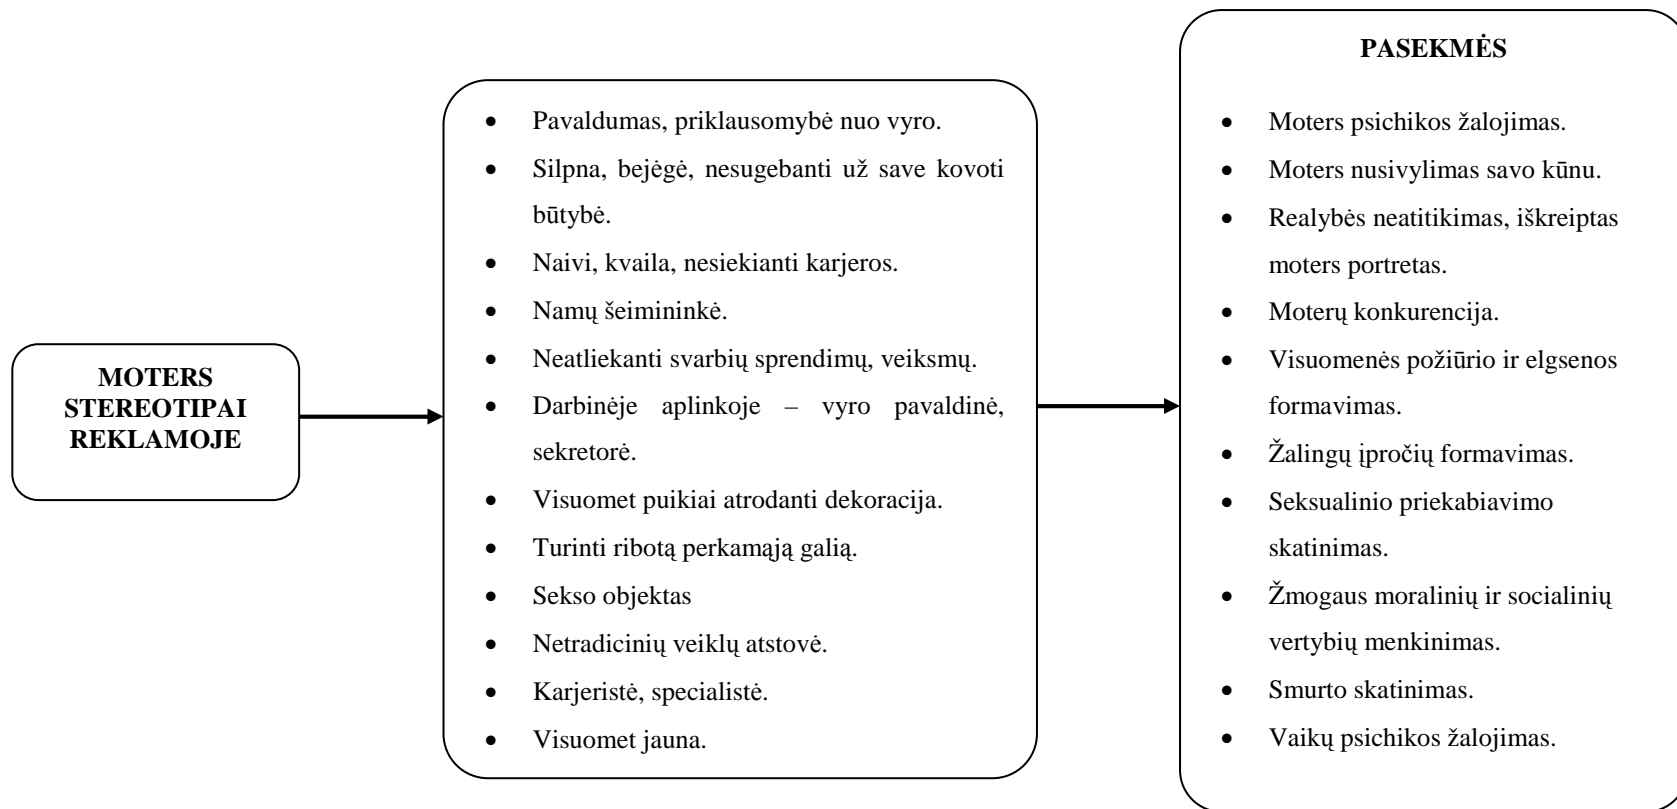 MOTERS
STEREOTIPAI
REKLAMOJE
• Pavaldumas, priklausomybė nuo vyro.
• Silpna, bejėgė, nesugebanti už save kovoti
būtybė.
• Naivi, kvaila, nesiekianti karjeros.
• Namų šeimininkė.
• Neatliekanti svarbių sprendimų, veiksmų.
• Darbinėje aplinkoje – vyro pavaldinė,
sekretorė.
• Visuomet puikiai atrodanti dekoracija.
• Turinti ribotą perkamąją galią.
• Sekso objektas
• Netradicinių veiklų atstovė.
• Karjeristė, specialistė.
• Visuomet jauna.
PASEKMĖS
• Moters psichikos žalojimas.
• Moters nusivylimas savo kūnu.
• Realybės neatitikimas, iškreiptas
moters portretas.
• Moterų konkurencija.
• Visuomenės požiūrio ir elgsenos
formavimas.
• Žalingų įpročių formavimas.
• Seksualinio priekabiavimo
skatinimas.
• Žmogaus moralinių ir socialinių
vertybių menkinimas.
• Smurto skatinimas.
• Vaikų psichikos žalojimas.